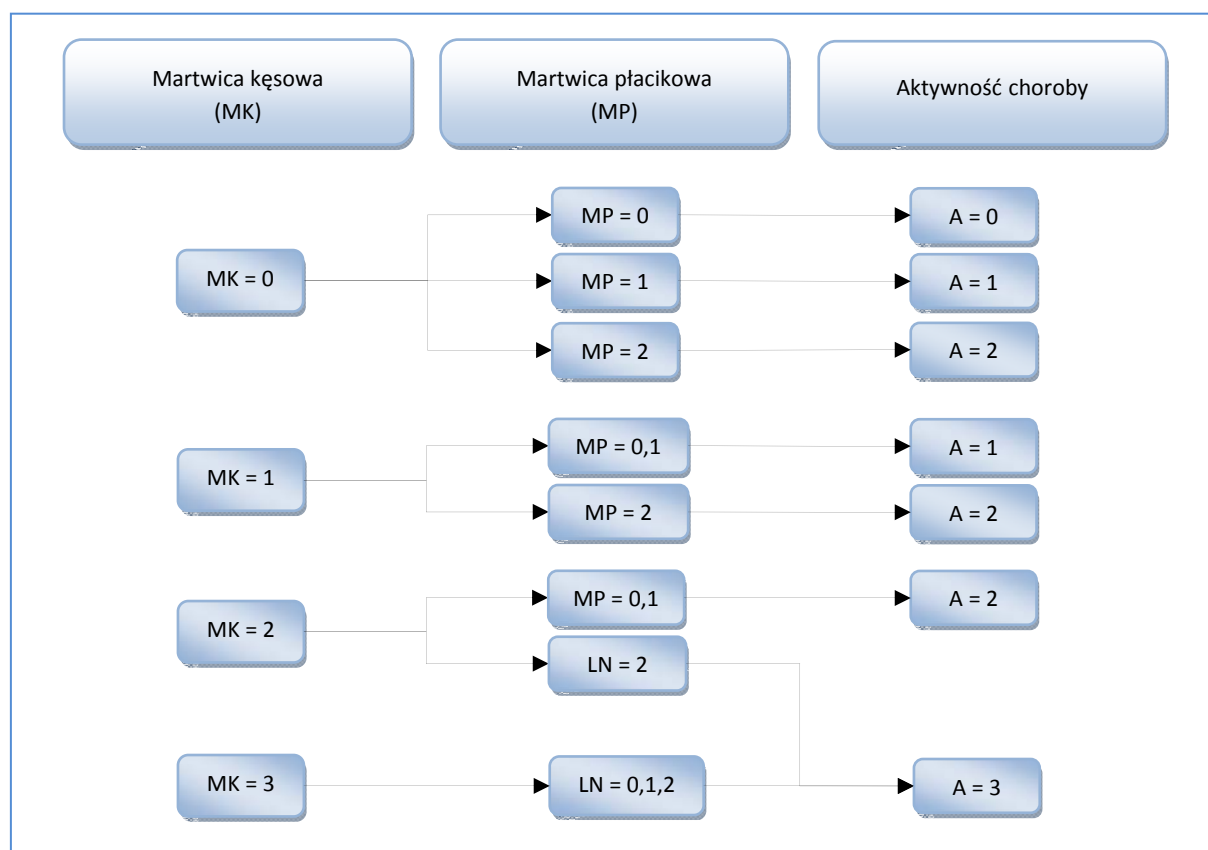 Martwica kęsowa
(MK)
Martwica płacikowa
(MP)
Aktywność choroby
MK = 0
MP = 0
A = 0
MP = 1
A = 1
MP = 2
A = 2
MK = 1
MP = 0,1
A = 1
MP = 2
A = 2
MK = 2
MP = 0,1
A = 2
LN = 2
MK = 3
LN = 0,1,2
A = 3